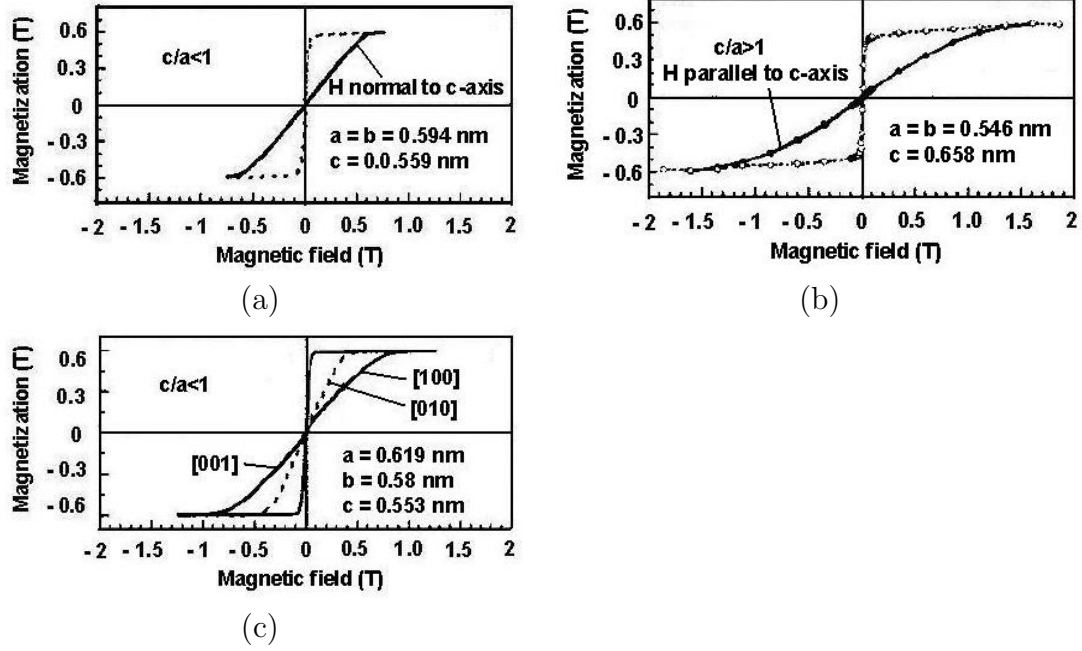 Magnetization (T)
0.6
0.3
0
- 0.3
- 0.6
c/a<1
H normal to c-axis
a = b = 0.594 nm
c = 0.0.559 nm
- 2 - 1.5 - 1 - 0.5 0 0.5 1 1.5 2
Magnetic field (T)
(a)
Magnetization (T)
0.6
0.3
0
- 0.3
- 0.6
c/a>1
H parallel to c-axis
a = b = 0.546 nm
c = 0.658 nm
- 2 - 1.5 - 1 - 0.5 0 0.5 1 1.5 2
Magnetic field (T)
(b)
Magnetization (T)
0.6
0.3
0
- 0.3
- 0.6
c/a<1
[100]
[010]
[001]
a = 0.619 nm
b = 0.58 nm
c = 0.553 nm
- 2 - 1.5 - 1 - 0.5 0 0.5 1.0 1.5 2
Magnetic field (T)
(c)